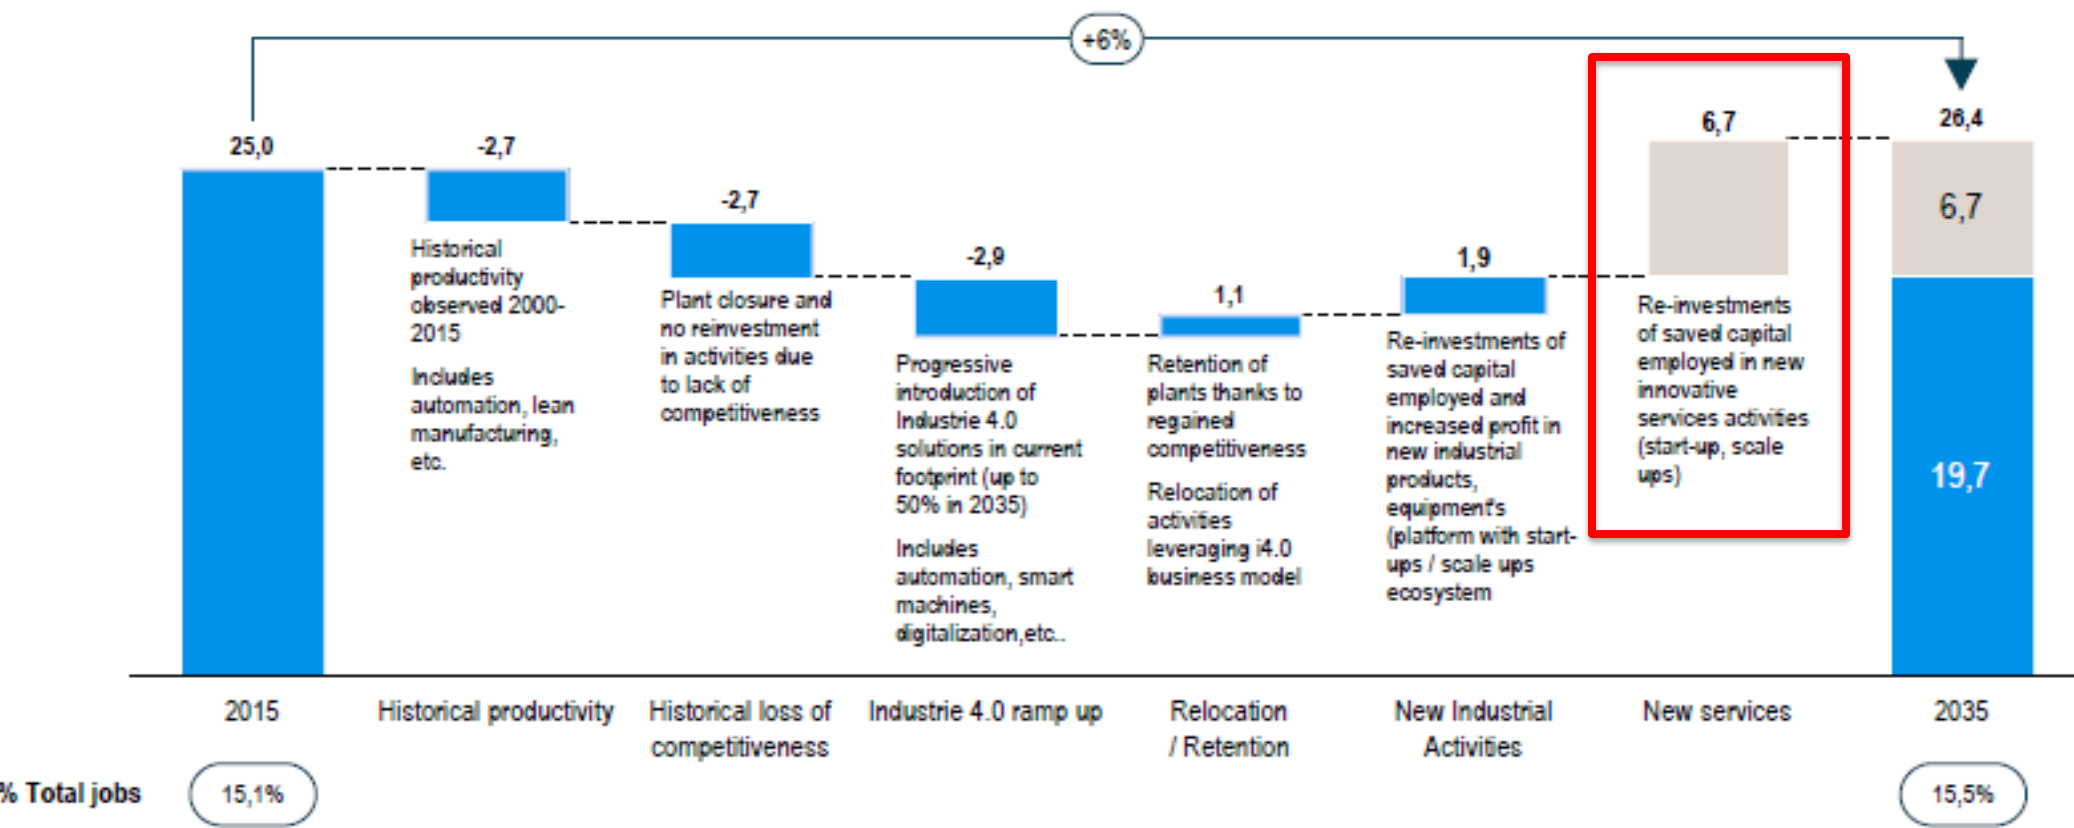 +6%
25,0
-2,7
-2,7
-2,9
1,1
1,9
6,7
26,4
6,7
19,7
Historical
productivity
observed 2000-
2015
Includes
automation, lean
manufacturing,
etc.
Plant closure and
no reinvestment
in activities due
to lack of
competitiveness
Progressive
introduction of
Industrie 4.0
solutions in current
footprint (up to
50% in 2035)
Includes
automation, smart
machines,
digitalization,etc..
Retention of
plants thanks to
regained
competitiveness
Relocation of
activities
leveraging i4.0
business model
Re-investments of
saved capital
employed and
increased profit in
new industrial
products,
equipment's
(platform with start-
ups / scale ups
ecosystem
Re-investments
of saved capital
employed in new
innovative
services activities
(start-up, scale
ups)
2015
Historical productivity
Historical loss of
competitiveness
Industrie 4.0 ramp up
Relocation
/ Retention
New Industrial
Activities
New services
2035
% Total jobs
15,1%
15,5%